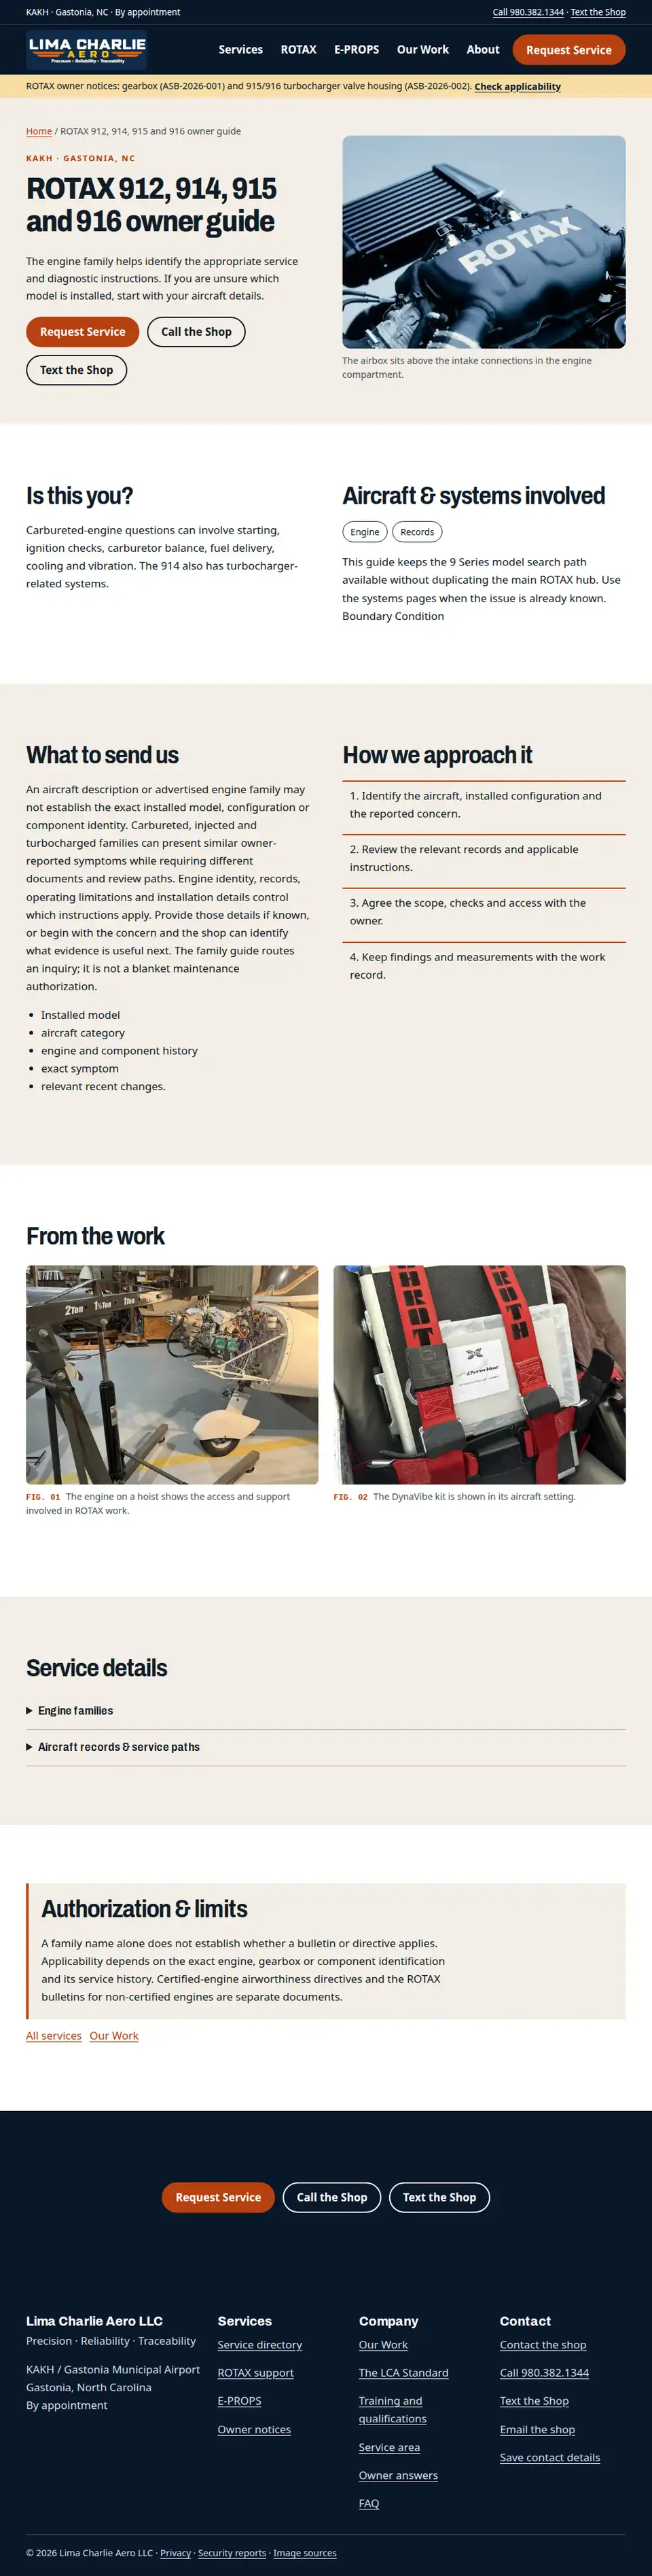 KAKH · Gastonia, NC · By appointment
Call 980.382.1344 · Text the Shop
LIMA CHARLIE
AERO
Precision • Reliability • Traceability
Services
ROTAX
E-PROPS
Our Work
About
Request Service
ROTAX owner notices: gearbox (ASB-2026-001) and 915/916 turbocharger valve housing (ASB-2026-002). Check applicability
Home / ROTAX 912, 914, 915 and 916 owner guide
KAKH · GASTONIA, NC
ROTAX 912, 914, 915
and 916 owner guide
The engine family helps identify the appropriate service
and diagnostic instructions. If you are unsure which
model is installed, start with your aircraft details.
Request Service
Call the Shop
Text the Shop
ROTAX
The airbox sits above the intake connections in the engine
compartment.
Is this you?
Carbureted-engine questions can involve starting,
ignition checks, carburetor balance, fuel delivery,
cooling and vibration. The 914 also has turbocharger-
related systems.
Aircraft & systems involved
Engine
Records
This guide keeps the 9 Series model search path
available without duplicating the main ROTAX hub. Use
the systems pages when the issue is already known.
Boundary Condition
What to send us
An aircraft description or advertised engine family may
not establish the exact installed model, configuration or
component identity. Carbureted, injected and
turbocharged families can present similar owner-
reported symptoms while requiring different
documents and review paths. Engine identity, records,
operating limitations and installation details control
which instructions apply. Provide those details if known,
or begin with the concern and the shop can identify
what evidence is useful next. The family guide routes
an inquiry; it is not a blanket maintenance
authorization.
• Installed model
• aircraft category
• engine and component history
• exact symptom
• relevant recent changes.
How we approach it
1. Identify the aircraft, installed configuration and
the reported concern.
2. Review the relevant records and applicable
instructions.
3. Agree the scope, checks and access with the
owner.
4. Keep findings and measurements with the work
record.
From the work
2Ton
1½Ton
1Ton
SCHROTH
SCHROTH
DynaVibe
FIG. 01 The engine on a hoist shows the access and support
involved in ROTAX work.
FIG. 02 The DynaVibe kit is shown in its aircraft setting.
Service details
Engine families
Aircraft records & service paths
Authorization & limits
A family name alone does not establish whether a bulletin or directive applies.
Applicability depends on the exact engine, gearbox or component identification
and its service history. Certified-engine airworthiness directives and the ROTAX
bulletins for non-certified engines are separate documents.
All services Our Work
Request Service
Call the Shop
Text the Shop
Lima Charlie Aero LLC
Precision · Reliability · Traceability
KAKH / Gastonia Municipal Airport
Gastonia, North Carolina
By appointment
Services
Service directory
ROTAX support
E-PROPS
Owner notices
Company
Our Work
The LCA Standard
Training and
qualifications
Service area
Owner answers
FAQ
Contact
Contact the shop
Call 980.382.1344
Text the Shop
Email the shop
Save contact details
© 2026 Lima Charlie Aero LLC · Privacy · Security reports · Image sources